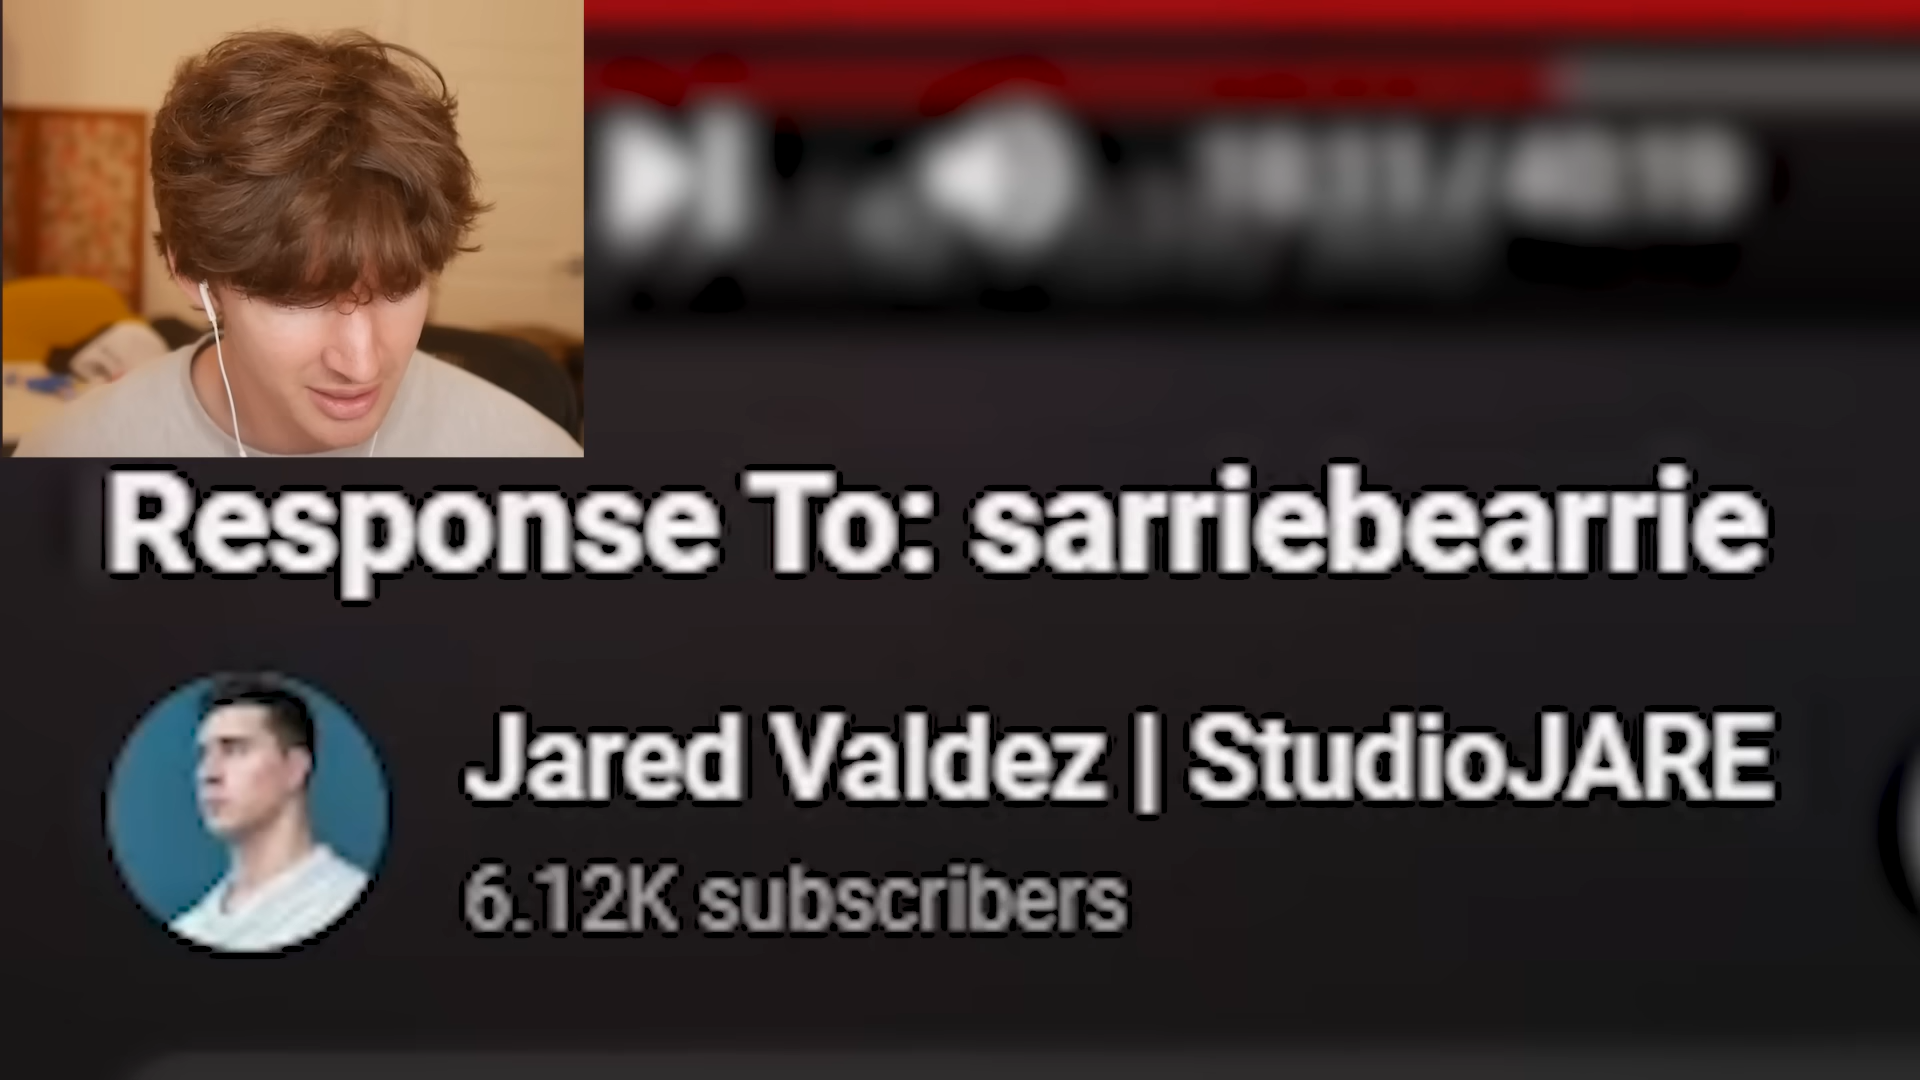 Response To: sarriebearrie
Jared Valdez | StudioJARE
6.12K subscribers